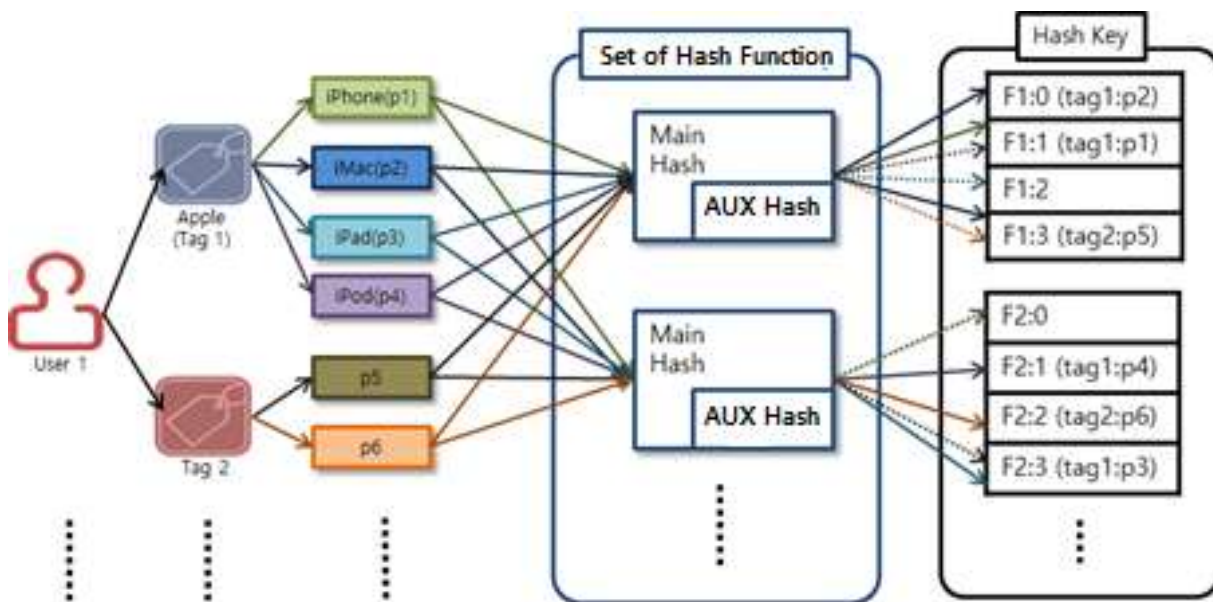 User 1
Apple
(Tag 1)
Tag 2
iPhone(p1)
iMac(p2)
iPad(p3)
iPod(p4)
p5
p6
Set of Hash Function
Main
Hash
AUX Hash
Main
Hash
AUX Hash
Hash Key
F1:0 (tag1:p2)
F1:1 (tag1:p1)
F1:2
F1:3 (tag2:p5)
F2:0
F2:1 (tag1:p4)
F2:2 (tag2:p6)
F2:3 (tag1:p3)